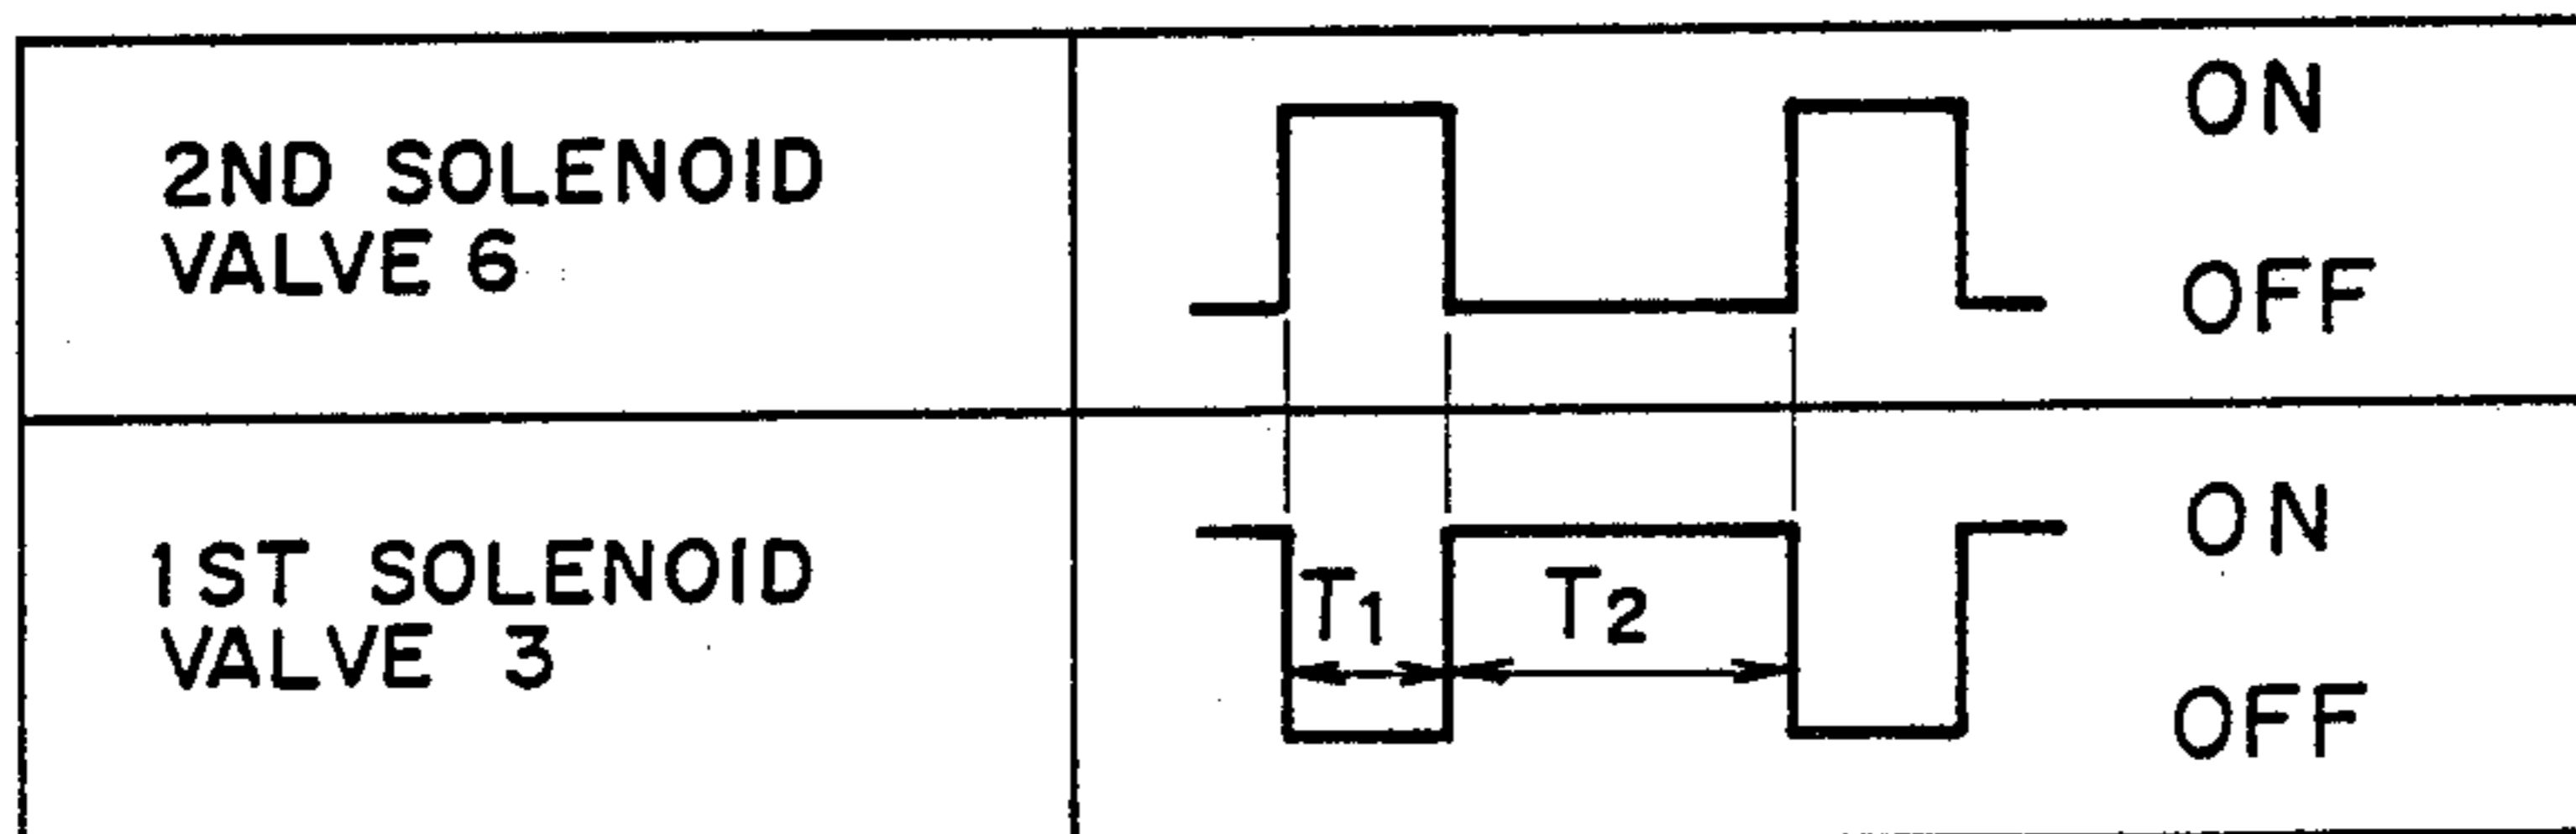 2ND SOLENOID
VALVE 6
ON
OFF
1ST SOLENOID
VALVE 3
T1
T2
ON
OFF